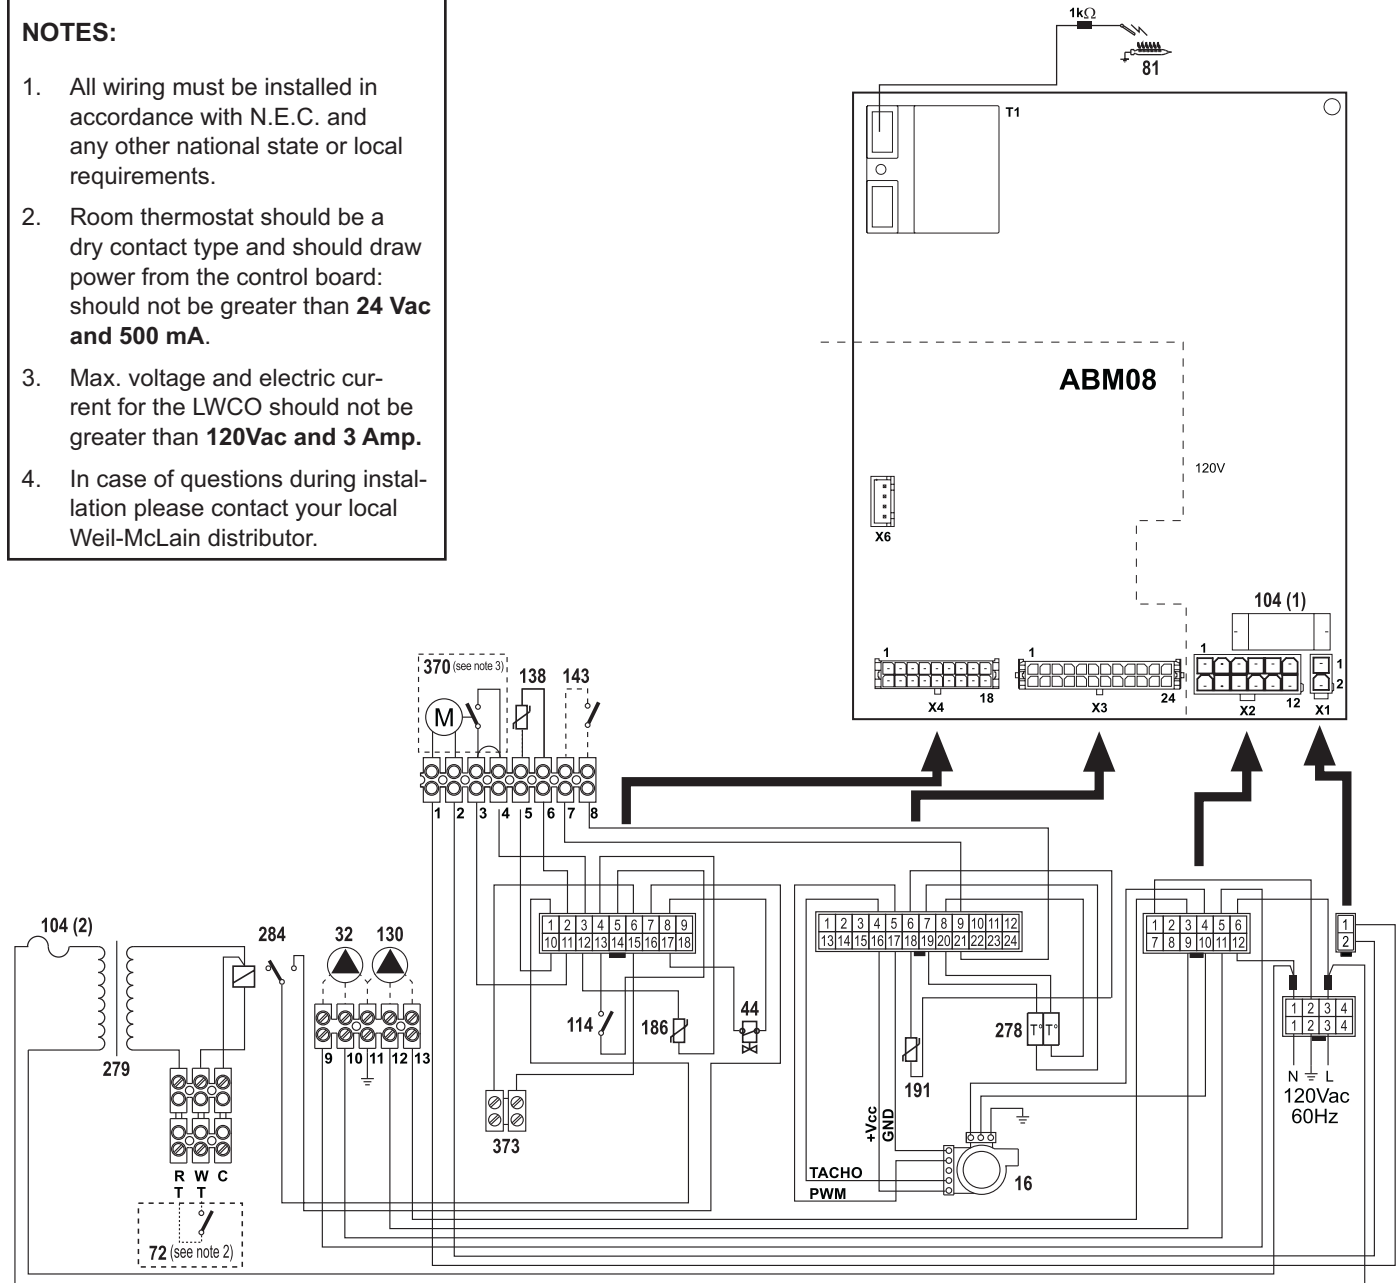 NOTES:
1. All wiring must be installed in
accordance with N.E.C. and
any other national state or local
requirements.
2. Room thermostat should be a
dry contact type and should draw
power from the control board:
should not be greater than 24 Vac
and 500 mA.
3. Max. voltage and electric cur-
rent for the LWCO should not be
greater than 120Vac and 3 Amp.
4. In case of questions during instal-
lation please contact your local
Weil-McLain distributor.
1kΩ
81
T1
ABM08
120V
X6
104 (1)
1 18 X4
1 24 X3
1 12 X2
1 2 X1
370 (see note 3) 138 143
M
1 2 3 4 5 6 7 8
1 2 3 4 5 6 7 8 9
10 11 12 13 14 15 16 17 18
1 2 3 4 5 6 7 8 9 10 11 12
13 14 15 16 17 18 19 20 21 22 23 24
1 2 3 4 5 6
7 8 9 10 11 12
1
2
104 (2) 284 32 130
279
9 10 11 12 13
114 186 44
373
191
278 T° T°
1 2 3 4
1 2 3 4
N L
120Vac
60Hz
+Vcc
GND
TACHO
PWM
16
R W C
T T
72 (see note 2)